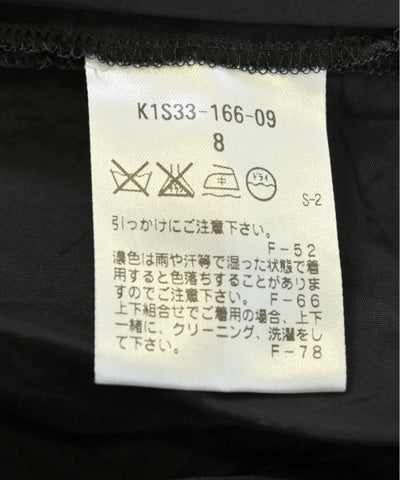 K1S33-166-09
8
ドライ
S-2
引っかけにご注意下さい。
F-52
濃色は雨や汗等で湿った状態で着
用すると色落ちすることがありま
すのでご注意下さい。 F-66
上下組合せでご着用の場合、上下
一緒に、クリーニング、洗濯をし
て下さい。 F-78